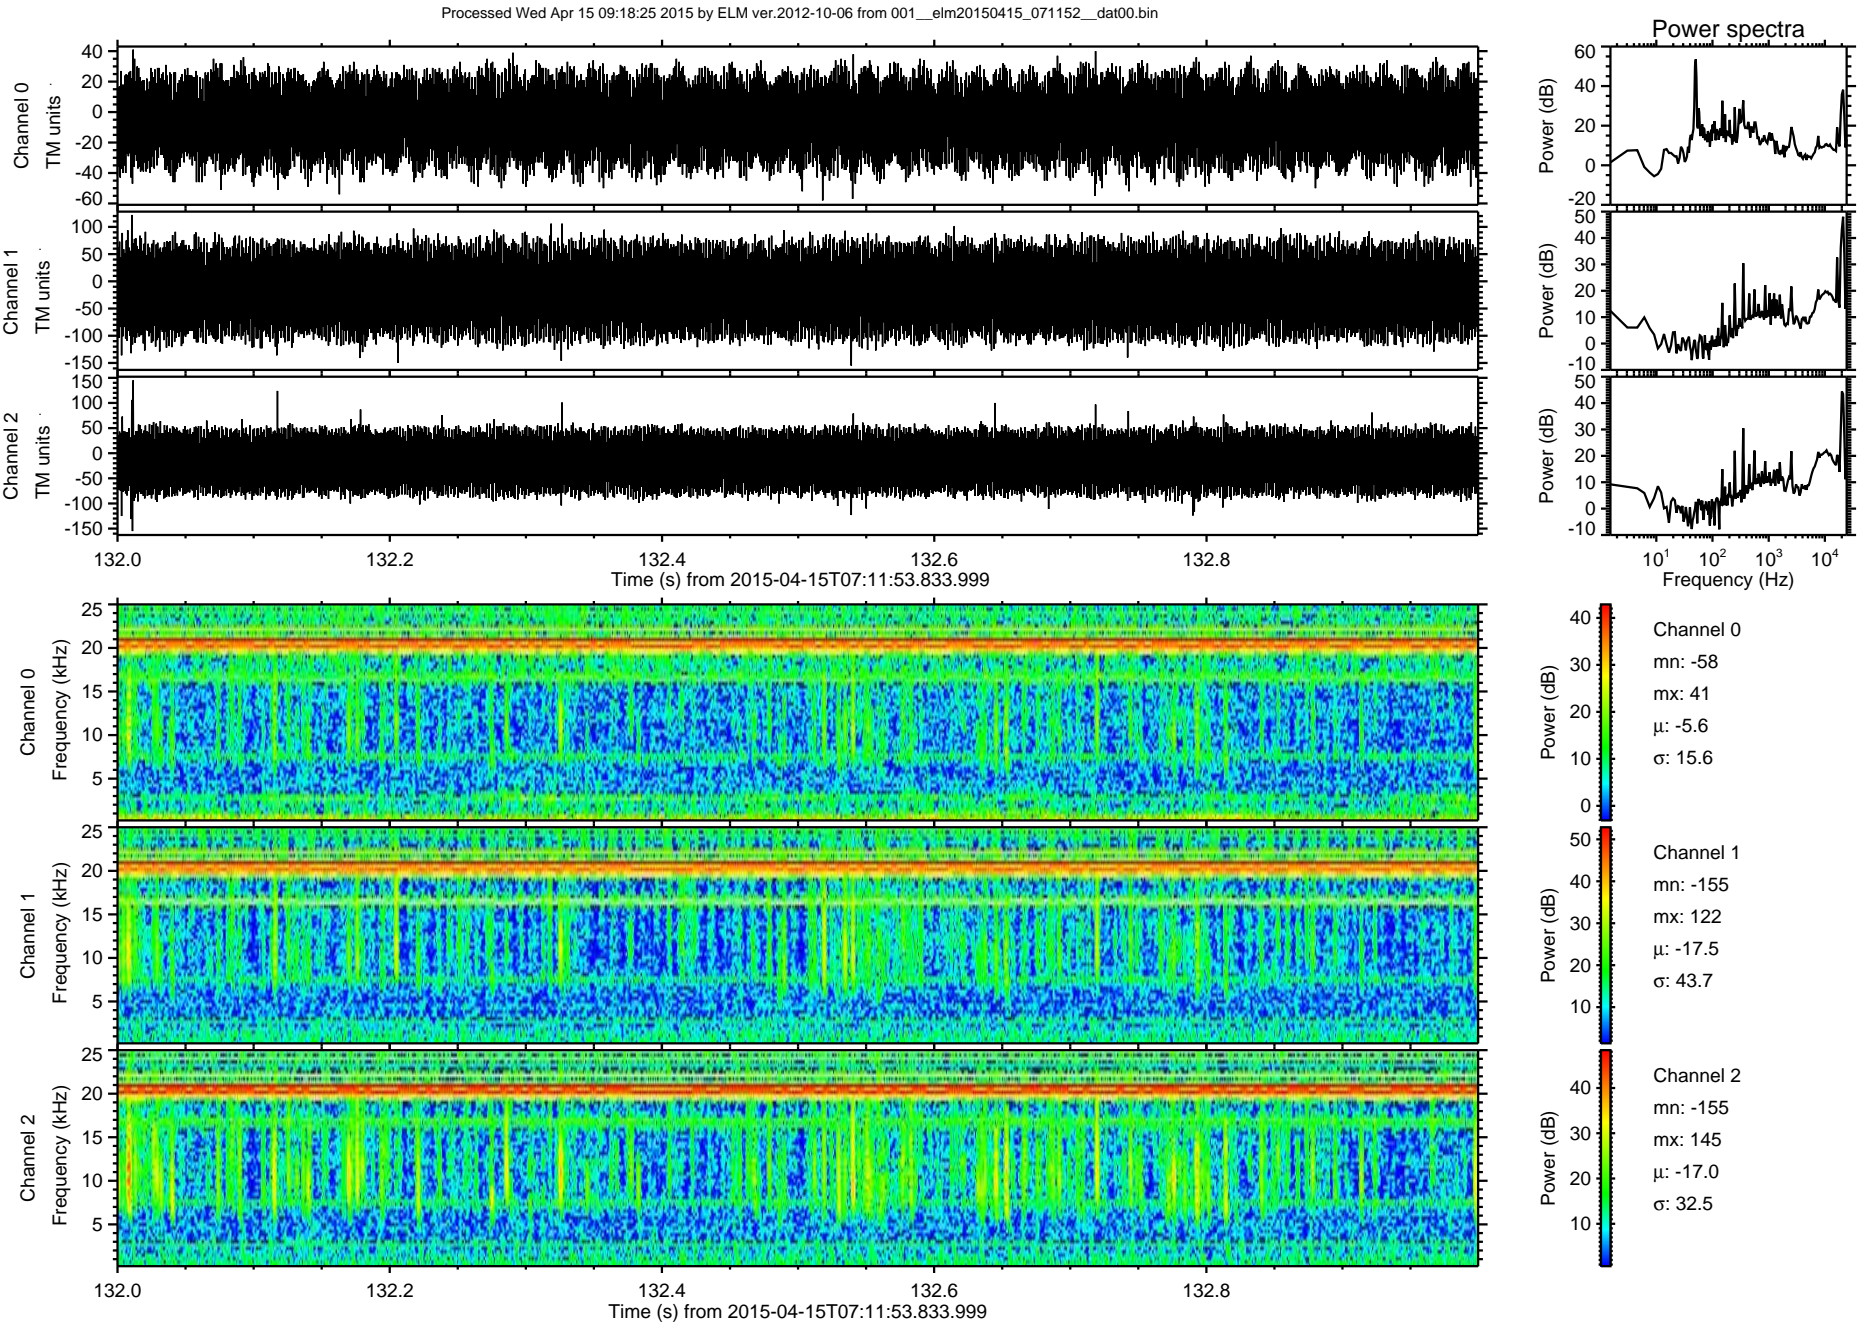 Processed Wed Apr 15 09:18:25 2015 by ELM ver.2012-10-06 from 001__elm20150415_071152__dat00.bin
Power spectra
Channel 0
TM units
40
20
0
-20
-40
-60
Power (dB)
60
40
20
0
-20
Channel 1
TM units
100
50
0
-50
-100
-150
Power (dB)
50
40
30
20
10
0
-10
Channel 2
TM units
150
100
50
0
-50
-100
-150
Power (dB)
50
40
30
20
10
0
-10
132.0 132.2 132.4 132.6 132.8
Time (s) from 2015-04-15T07:11:53.833.999
10¹ 10² 10³ 10⁴
Frequency (Hz)
Channel 0
Frequency (kHz)
25
20
15
10
5
Power (dB)
40
30
20
10
0
Channel 0
mn: -58
mx: 41
μ: -5.6
σ: 15.6
Channel 1
Frequency (kHz)
25
20
15
10
5
Power (dB)
50
40
30
20
10
Channel 1
mn: -155
mx: 122
μ: -17.5
σ: 43.7
Channel 2
Frequency (kHz)
25
20
15
10
5
Power (dB)
40
30
20
10
Channel 2
mn: -155
mx: 145
μ: -17.0
σ: 32.5
132.0 132.2 132.4 132.6 132.8
Time (s) from 2015-04-15T07:11:53.833.999